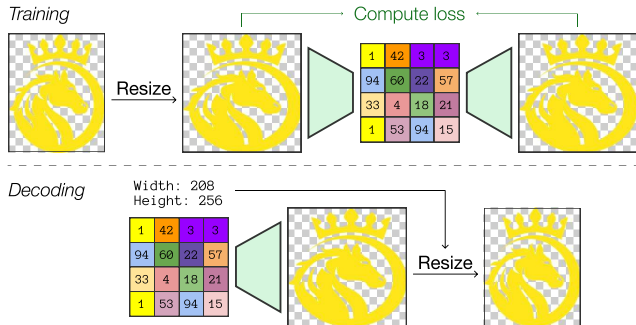 Training
Compute loss
Resize
1 42 3 3
94 60 22 57
33 4 18 21
1 53 94 15
Decoding
Width: 208
Height: 256
1 42 3 3
94 60 22 57
33 4 18 21
1 53 94 15
Resize